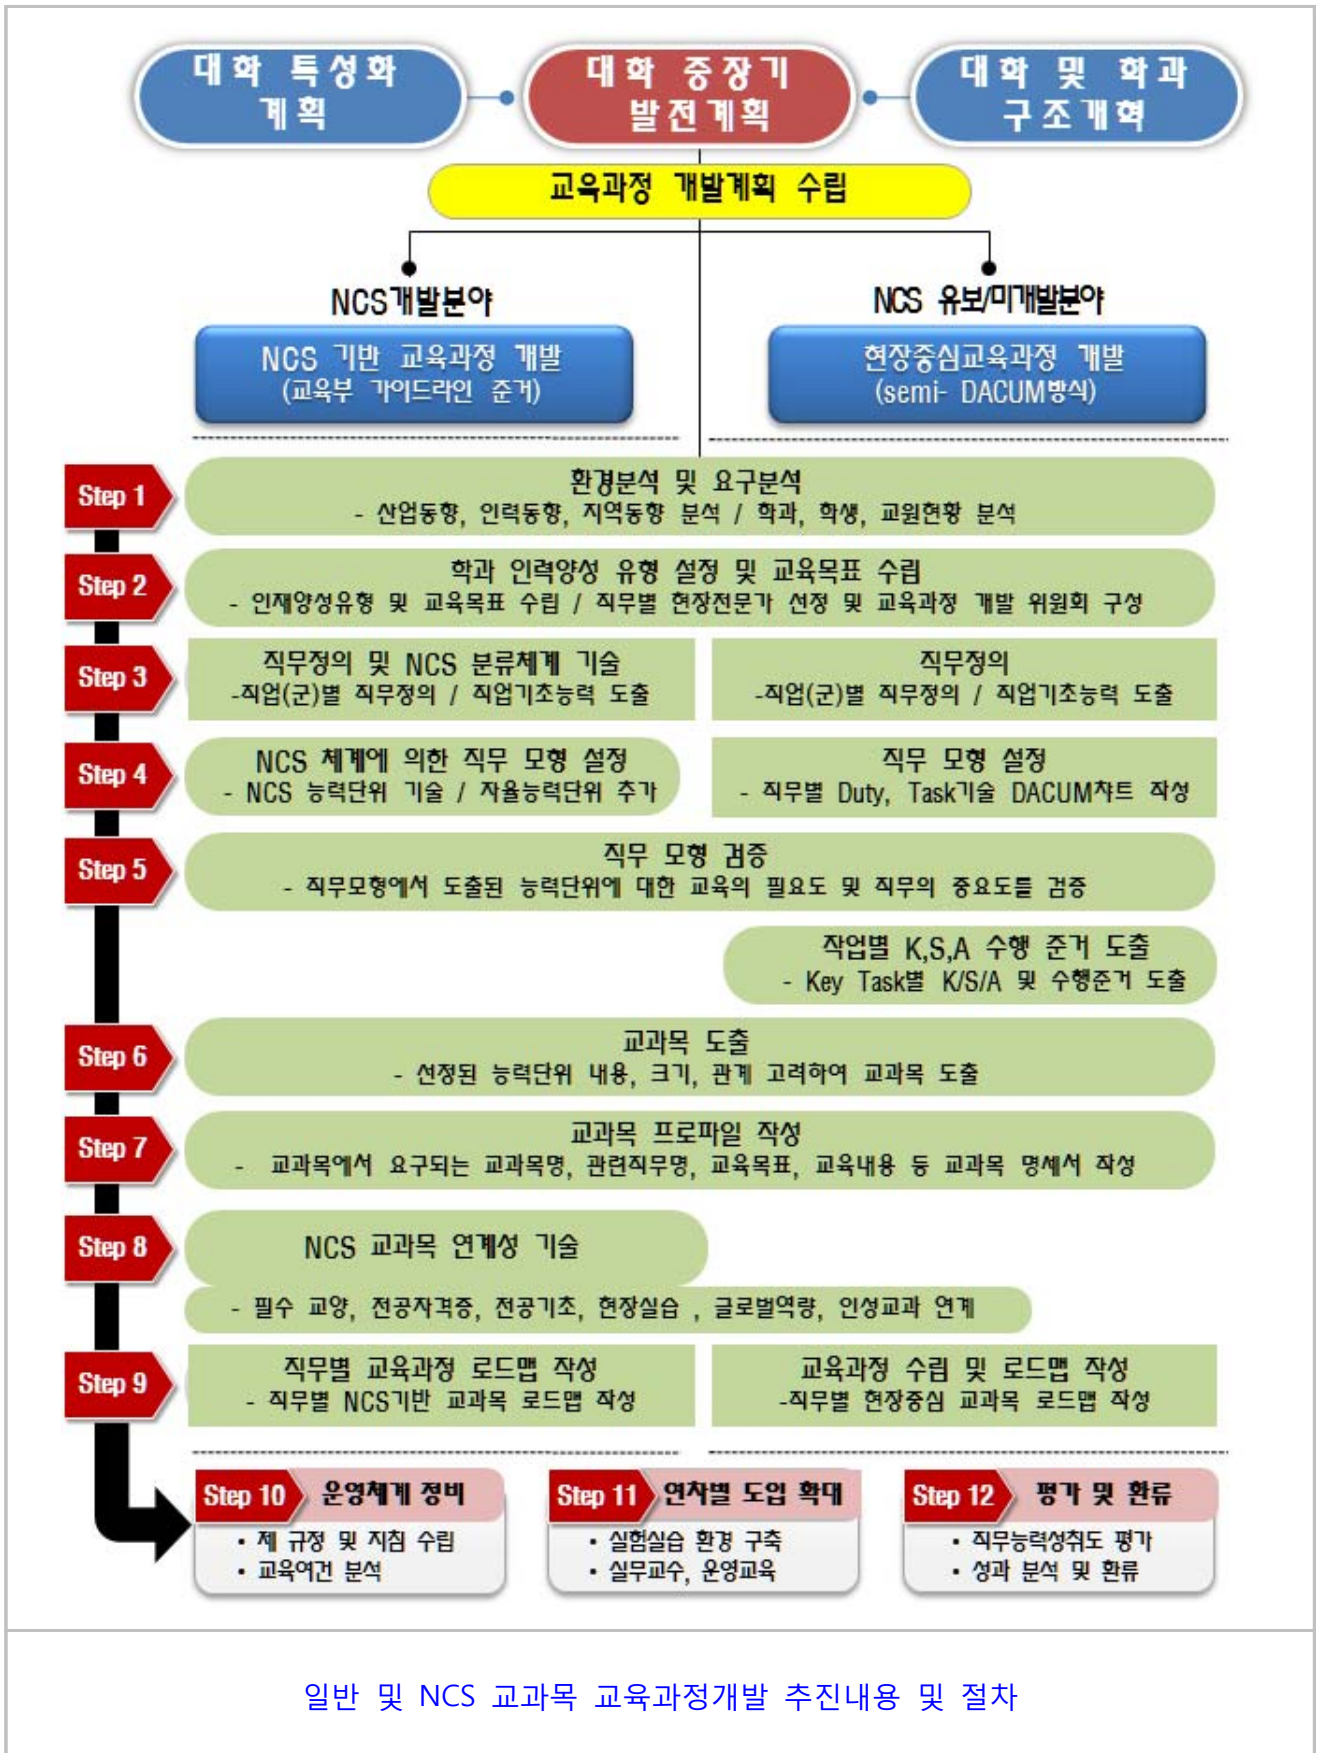 대학 특성화
계획
대학 중장기
발전계획
대학 및 학과
구조개혁
교육과정 개발계획 수립
NCS개발분야
NCS 유보/미개발분야
NCS 기반 교육과정 개발
(교육부 가이드라인 준거)
현장중심교육과정 개발
(semi- DACUM방식)
Step 1
환경분석 및 요구분석
- 산업동향, 인력동향, 지역동향 분석 / 학과, 학생, 교원현황 분석
Step 2
학과 인력양성 유형 설정 및 교육목표 수립
- 인재양성유형 및 교육목표 수립 / 직무별 현장전문가 선정 및 교육과정 개발 위원회 구성
Step 3
직무정의 및 NCS 분류체계 기술
-직업(군)별 직무정의 / 직업기초능력 도출
직무정의
-직업(군)별 직무정의 / 직업기초능력 도출
Step 4
NCS 체계에 의한 직무 모형 설정
- NCS 능력단위 기술 / 자율능력단위 추가
직무 모형 설정
- 직무별 Duty, Task기술 DACUM챠트 작성
Step 5
직무 모형 검증
- 직무모형에서 도출된 능력단위에 대한 교육의 필요도 및 직무의 중요도를 검증
작업별 K,S,A 수행 준거 도출
- Key Task별 K/S/A 및 수행준거 도출
Step 6
교과목 도출
- 선정된 능력단위 내용, 크기, 관계 고려하여 교과목 도출
Step 7
교과목 프로파일 작성
- 교과목에서 요구되는 교과목명, 관련직무명, 교육목표, 교육내용 등 교과목 명세서 작성
Step 8
NCS 교과목 연계성 기술
- 필수 교양, 전공자격증, 전공기초, 현장실습 , 글로벌역량, 인성교과 연계
Step 9
직무별 교육과정 로드맵 작성
- 직무별 NCS기반 교과목 로드맵 작성
교육과정 수립 및 로드맵 작성
-직무별 현장중심 교과목 로드맵 작성
Step 10 운영체계 정비
• 제 규정 및 지침 수립
• 교육여건 분석
Step 11 연차별 도입 확대
• 실험실습 환경 구축
• 실무교수, 운영교육
Step 12 평가 및 환류
• 직무능력성취도 평가
• 성과 분석 및 환류
일반 및 NCS 교과목 교육과정개발 추진내용 및 절차